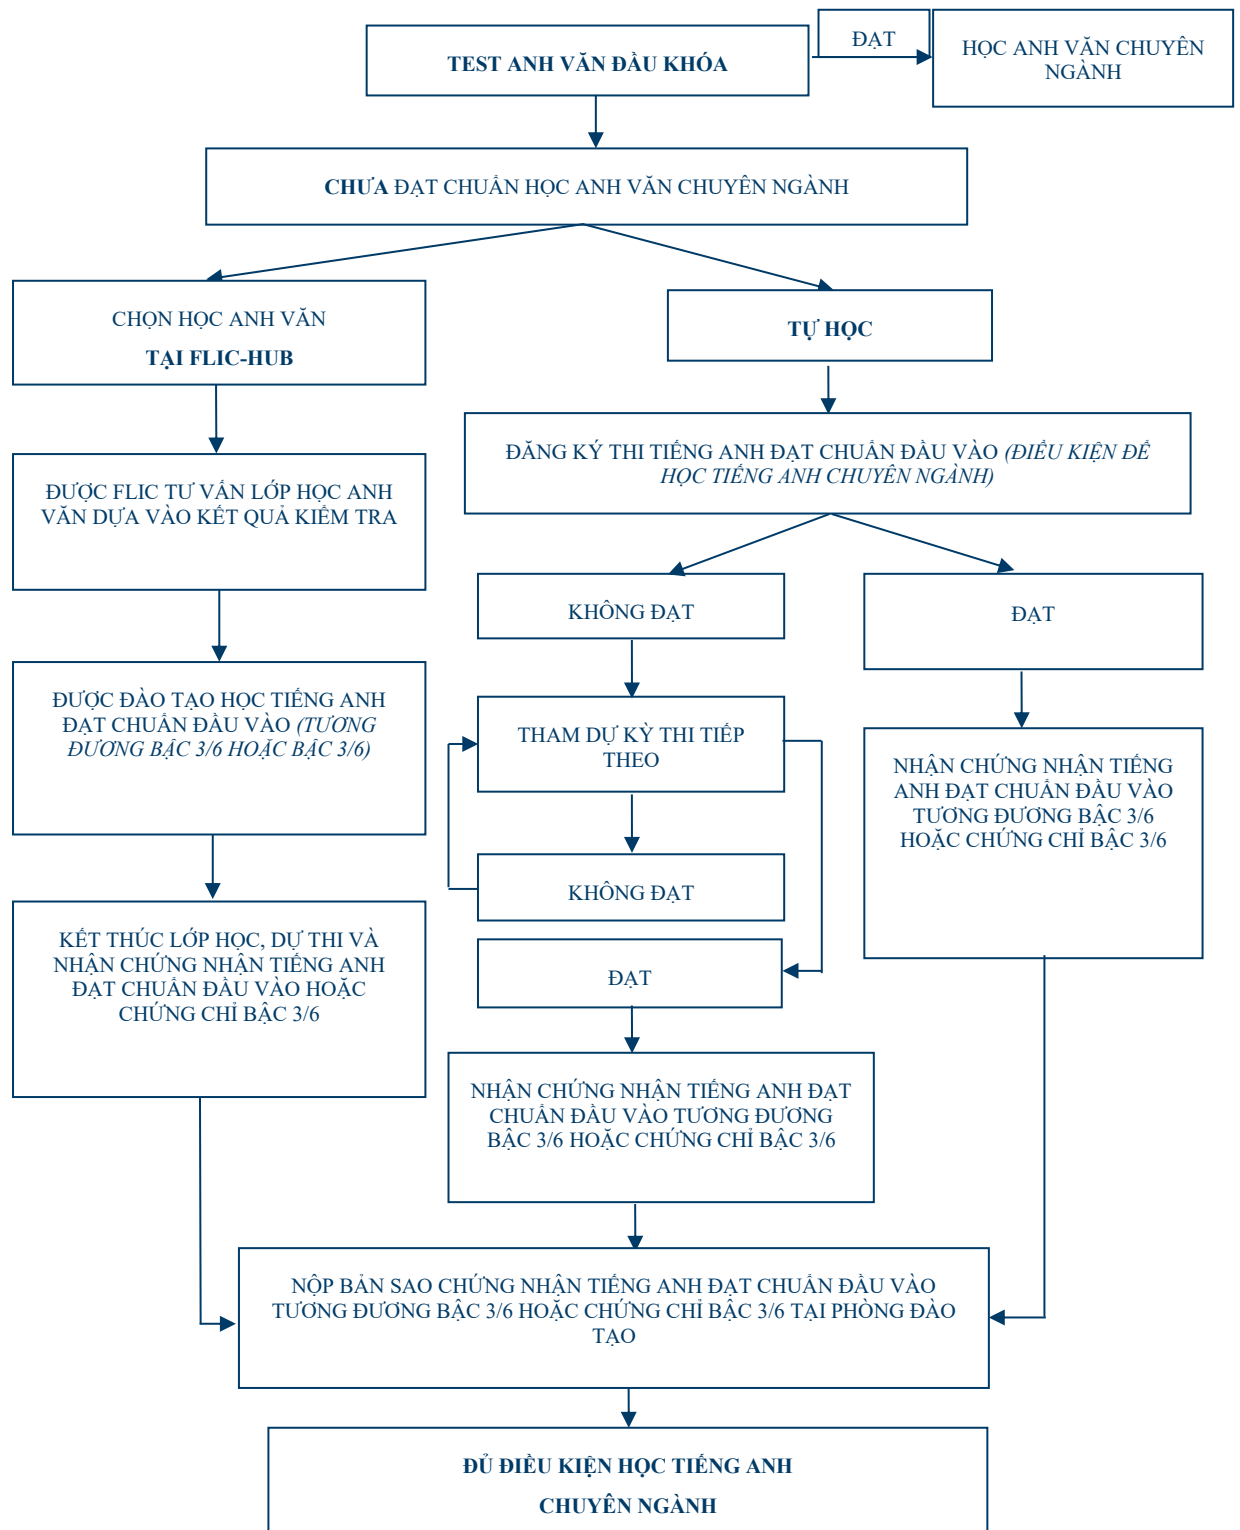 TEST ANH VĂN ĐẦU KHÓA
ĐẠT
HỌC ANH VĂN CHUYÊN
NGÀNH
CHƯA ĐẠT CHUẨN HỌC ANH VĂN CHUYÊN NGÀNH
CHỌN HỌC ANH VĂN
TẠI FLIC-HUB
TỰ HỌC
ĐƯỢC FLIC TƯ VẤN LỚP HỌC ANH
VĂN DỰA VÀO KẾT QUẢ KIỂM TRA
ĐĂNG KÝ THI TIẾNG ANH ĐẠT CHUẨN ĐẦU VÀO (ĐIỀU KIỆN ĐỂ
HỌC TIẾNG ANH CHUYÊN NGÀNH)
KHÔNG ĐẠT
ĐẠT
ĐƯỢC ĐÀO TẠO HỌC TIẾNG ANH
ĐẠT CHUẨN ĐẦU VÀO (TƯƠNG
ĐƯƠNG BẬC 3/6 HOẶC BẬC 3/6)
THAM DỰ KỲ THI TIẾP
THEO
NHẬN CHỨNG NHẬN TIẾNG
ANH ĐẠT CHUẨN ĐẦU VÀO
TƯƠNG ĐƯƠNG BẬC 3/6
HOẶC CHỨNG CHỈ BẬC 3/6
KHÔNG ĐẠT
KẾT THÚC LỚP HỌC, DỰ THI VÀ
NHẬN CHỨNG NHẬN TIẾNG ANH
ĐẠT CHUẨN ĐẦU VÀO HOẶC
CHỨNG CHỈ BẬC 3/6
ĐẠT
NHẬN CHỨNG NHẬN TIẾNG ANH ĐẠT
CHUẨN ĐẦU VÀO TƯƠNG ĐƯƠNG
BẬC 3/6 HOẶC CHỨNG CHỈ BẬC 3/6
NỘP BẢN SAO CHỨNG NHẬN TIẾNG ANH ĐẠT CHUẨN ĐẦU VÀO
TƯƠNG ĐƯƠNG BẬC 3/6 HOẶC CHỨNG CHỈ BẬC 3/6 TẠI PHÒNG ĐÀO
TẠO
ĐỦ ĐIỀU KIỆN HỌC TIẾNG ANH
CHUYÊN NGÀNH